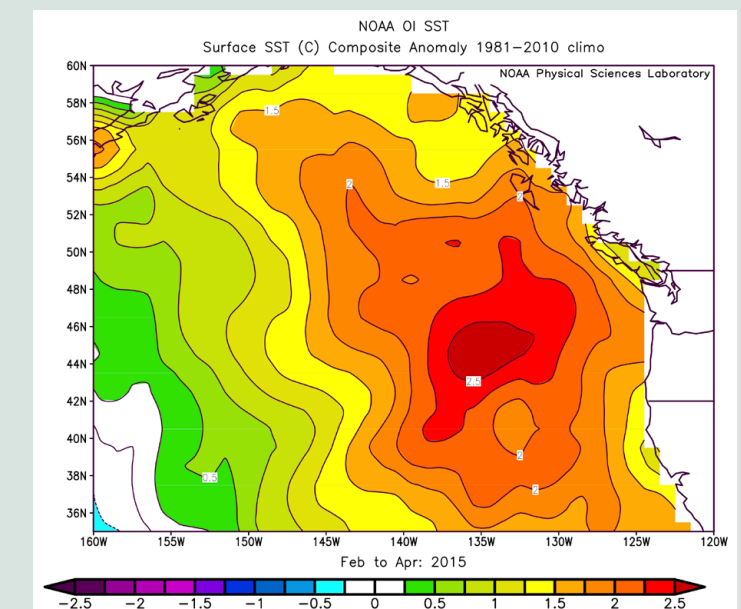 NOAA OI SST
Surface SST (C) Composite Anomaly 1981−2010 climo
NOAA Physical Sciences Laboratory
60N
58N
1.5
56N
54N
2
1.5
2
52N
50N
48N
46N
44N
2.5
42N
40N
2
38N
0.5
2
36N
160W 155W 150W 145W 140W 135W 130W 125W 120W
Feb to Apr: 2015
−2.5 −2 −1.5 −1 −0.5 0 0.5 1 1.5 2 2.5